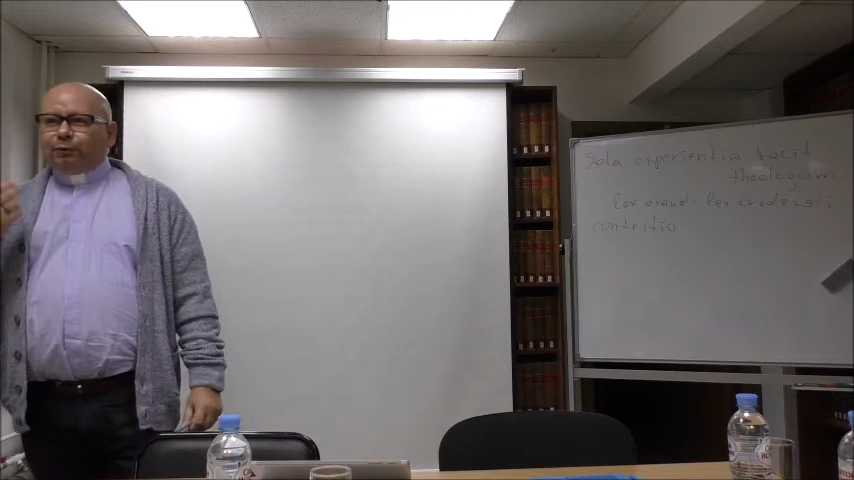 Sola experientia facit
theologum
lex orandi lex credendi
contritio